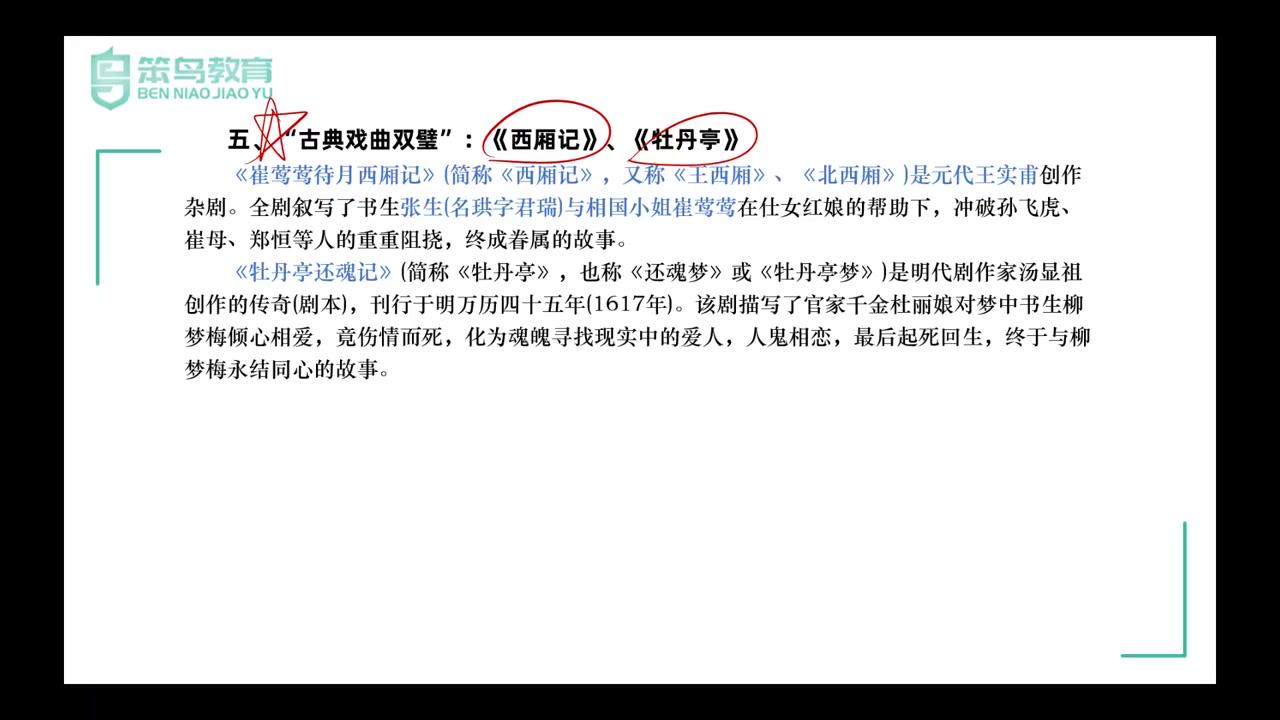 笨鸟教育
BEN NIAO JIAO YU
五、“古典戏曲双璧”：《西厢记》、《牡丹亭》
《崔莺莺待月西厢记》(简称《西厢记》，又称《王西厢》、《北西厢》)是元代王实甫创作
杂剧。全剧叙写了书生张生(名珙字君瑞)与相国小姐崔莺莺在仕女红娘的帮助下，冲破孙飞虎、
崔母、郑恒等人的重重阻挠，终成眷属的故事。
《牡丹亭还魂记》(简称《牡丹亭》，也称《还魂梦》或《牡丹亭梦》)是明代剧作家汤显祖
创作的传奇(剧本)，刊行于明万历四十五年(1617年)。该剧描写了官家千金杜丽娘对梦中书生柳
梦梅倾心相爱，竟伤情而死，化为魂魄寻找现实中的爱人，人鬼相恋，最后起死回生，终于与柳
梦梅永结同心的故事。